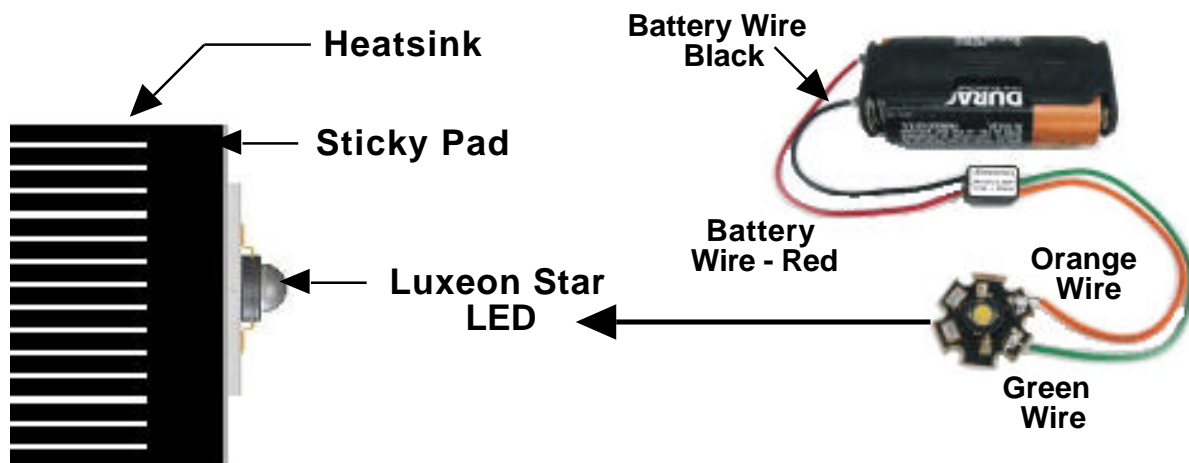 Heatsink
Sticky Pad
Luxeon Star
LED
Battery Wire
Black
DURA
Battery
Wire - Red
Orange
Wire
Green
Wire